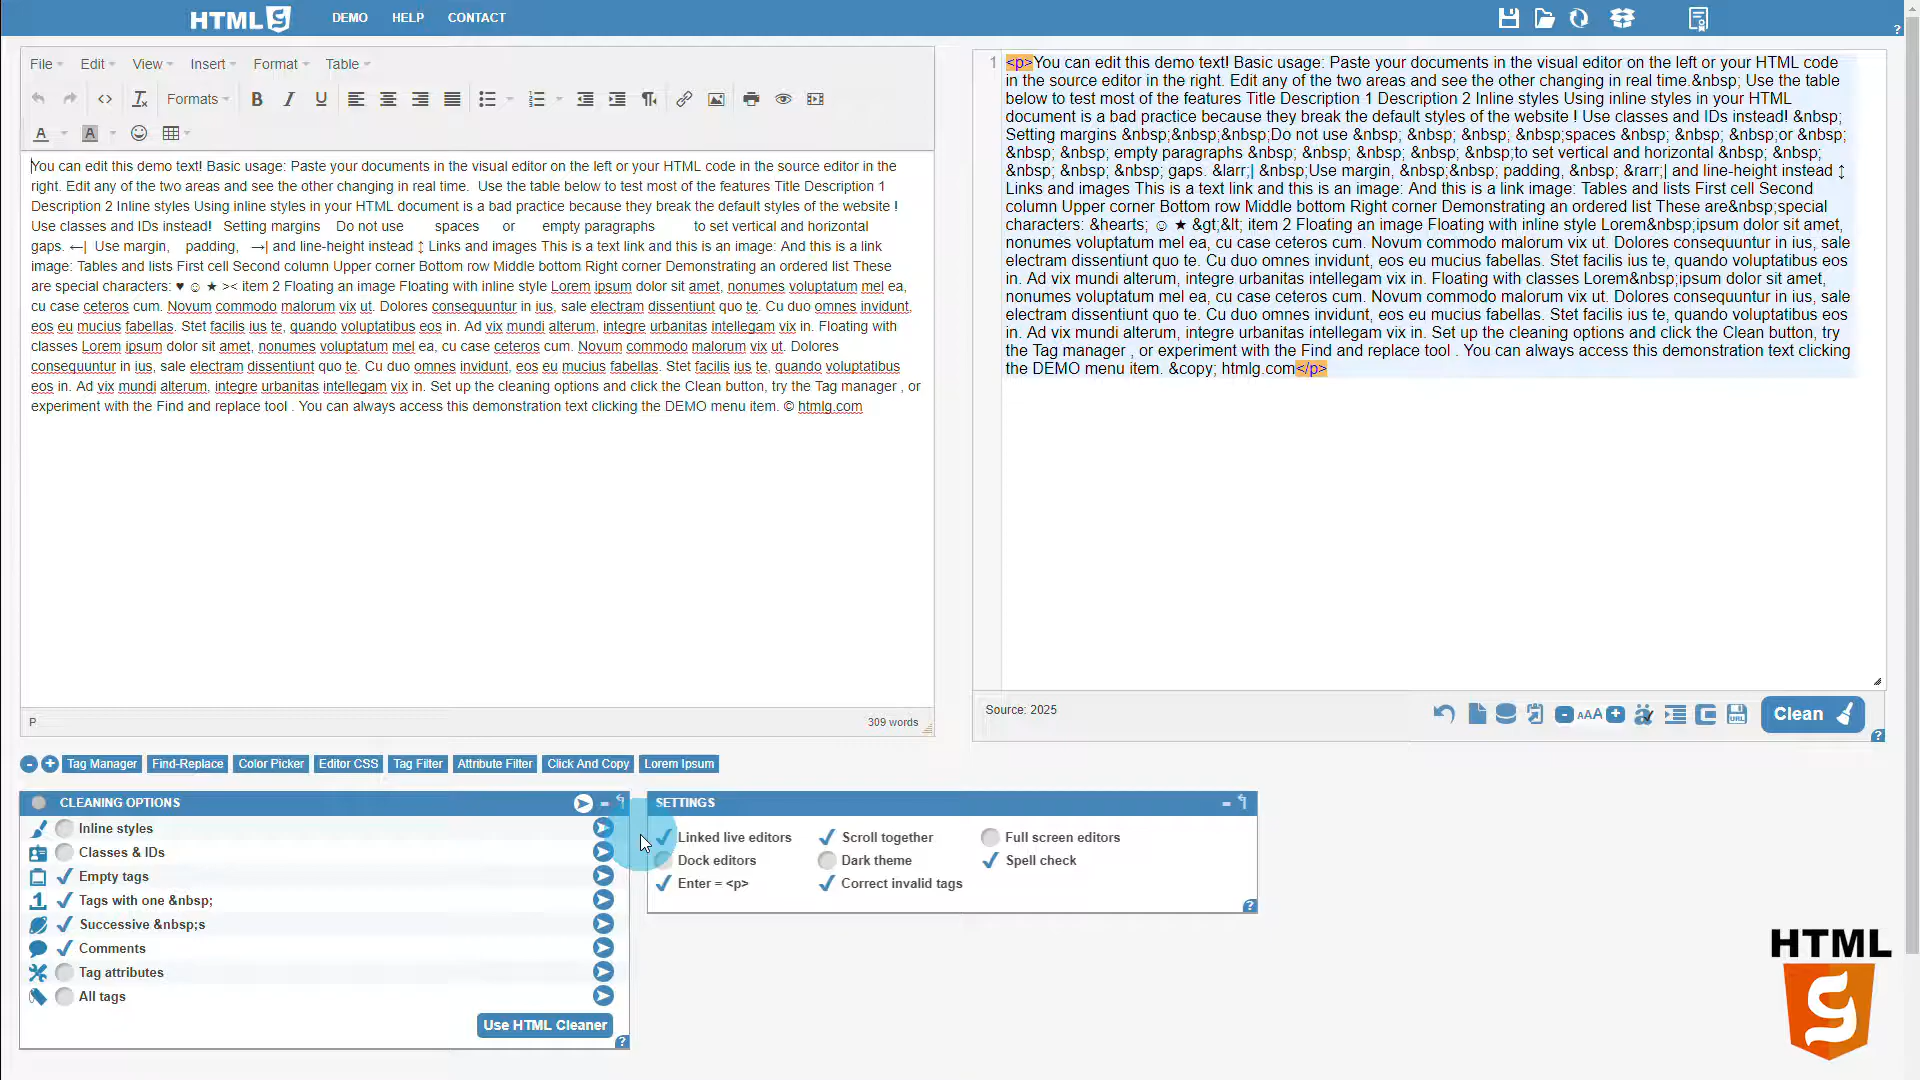 HTML g DEMO HELP CONTACT
?
File Edit View Insert Format Table
Formats B I U
A A
You can edit this demo text! Basic usage: Paste your documents in the visual editor on the left or your HTML code in the source editor in the
right. Edit any of the two areas and see the other changing in real time.  Use the table below to test most of the features Title Description 1
Description 2 Inline styles Using inline styles in your HTML document is a bad practice because they break the default styles of the website !
Use classes and IDs instead!   Setting margins    Do not use        spaces      or       empty paragraphs          to set vertical and horizontal
gaps. ←|  Use margin,    padding,   →| and line-height instead ↕ Links and images This is a text link and this is an image: And this is a link
image: Tables and lists First cell Second column Upper corner Bottom row Middle bottom Right corner Demonstrating an ordered list These
are special characters: ♥ ☺ ★ >< item 2 Floating an image Floating with inline style Lorem ipsum dolor sit amet, nonumes voluptatum mel ea,
cu case ceteros cum. Novum commodo malorum vix ut. Dolores consequuntur in ius, sale electram dissentiunt quo te. Cu duo omnes invidunt,
eos eu mucius fabellas. Stet facilis ius te, quando voluptatibus eos in. Ad vix mundi alterum, integre urbanitas intellegam vix in. Floating with
classes Lorem ipsum dolor sit amet, nonumes voluptatum mel ea, cu case ceteros cum. Novum commodo malorum vix ut. Dolores
consequuntur in ius, sale electram dissentiunt quo te. Cu duo omnes invidunt, eos eu mucius fabellas. Stet facilis ius te, quando voluptatibus
eos in. Ad vix mundi alterum, integre urbanitas intellegam vix in. Set up the cleaning options and click the Clean button, try the Tag manager , or
experiment with the Find and replace tool . You can always access this demonstration text clicking the DEMO menu item. © htmlg.com
P 309 words
1 <p>You can edit this demo text! Basic usage: Paste your documents in the visual editor on the left or your HTML code
in the source editor in the right. Edit any of the two areas and see the other changing in real time.&nbsp; Use the table
below to test most of the features Title Description 1 Description 2 Inline styles Using inline styles in your HTML
document is a bad practice because they break the default styles of the website ! Use classes and IDs instead! &nbsp;
Setting margins &nbsp;&nbsp;&nbsp;Do not use &nbsp; &nbsp; &nbsp; &nbsp;spaces &nbsp; &nbsp; &nbsp;or &nbsp;
&nbsp; &nbsp; empty paragraphs &nbsp; &nbsp; &nbsp; &nbsp; &nbsp;to set vertical and horizontal &nbsp; &nbsp;
&nbsp; &nbsp; &nbsp; gaps. &larr;| &nbsp;Use margin, &nbsp;&nbsp; padding, &nbsp; &rarr;| and line-height instead ↕
Links and images This is a text link and this is an image: And this is a link image: Tables and lists First cell Second
column Upper corner Bottom row Middle bottom Right corner Demonstrating an ordered list These are&nbsp;special
characters: &hearts; ☺ ★ &gt;&lt; item 2 Floating an image Floating with inline style Lorem&nbsp;ipsum dolor sit amet,
nonumes voluptatum mel ea, cu case ceteros cum. Novum commodo malorum vix ut. Dolores consequuntur in ius, sale
electram dissentiunt quo te. Cu duo omnes invidunt, eos eu mucius fabellas. Stet facilis ius te, quando voluptatibus eos
in. Ad vix mundi alterum, integre urbanitas intellegam vix in. Floating with classes Lorem&nbsp;ipsum dolor sit amet,
nonumes voluptatum mel ea, cu case ceteros cum. Novum commodo malorum vix ut. Dolores consequuntur in ius, sale
electram dissentiunt quo te. Cu duo omnes invidunt, eos eu mucius fabellas. Stet facilis ius te, quando voluptatibus eos
in. Ad vix mundi alterum, integre urbanitas intellegam vix in. Set up the cleaning options and click the Clean button, try
the Tag manager , or experiment with the Find and replace tool . You can always access this demonstration text clicking
the DEMO menu item. &copy; htmlg.com</p>
Source: 2025 - AAA + URL Clean
?
- + Tag Manager Find-Replace Color Picker Editor CSS Tag Filter Attribute Filter Click And Copy Lorem Ipsum
CLEANING OPTIONS
Inline styles
Classes & IDs
Empty tags
Tags with one &nbsp;
Successive &nbsp;s
Comments
Tag attributes
All tags
Use HTML Cleaner
?
SETTINGS
Linked live editors Scroll together Full screen editors
Dock editors Dark theme Spell check
Enter = <p> Correct invalid tags
?
HTML
g